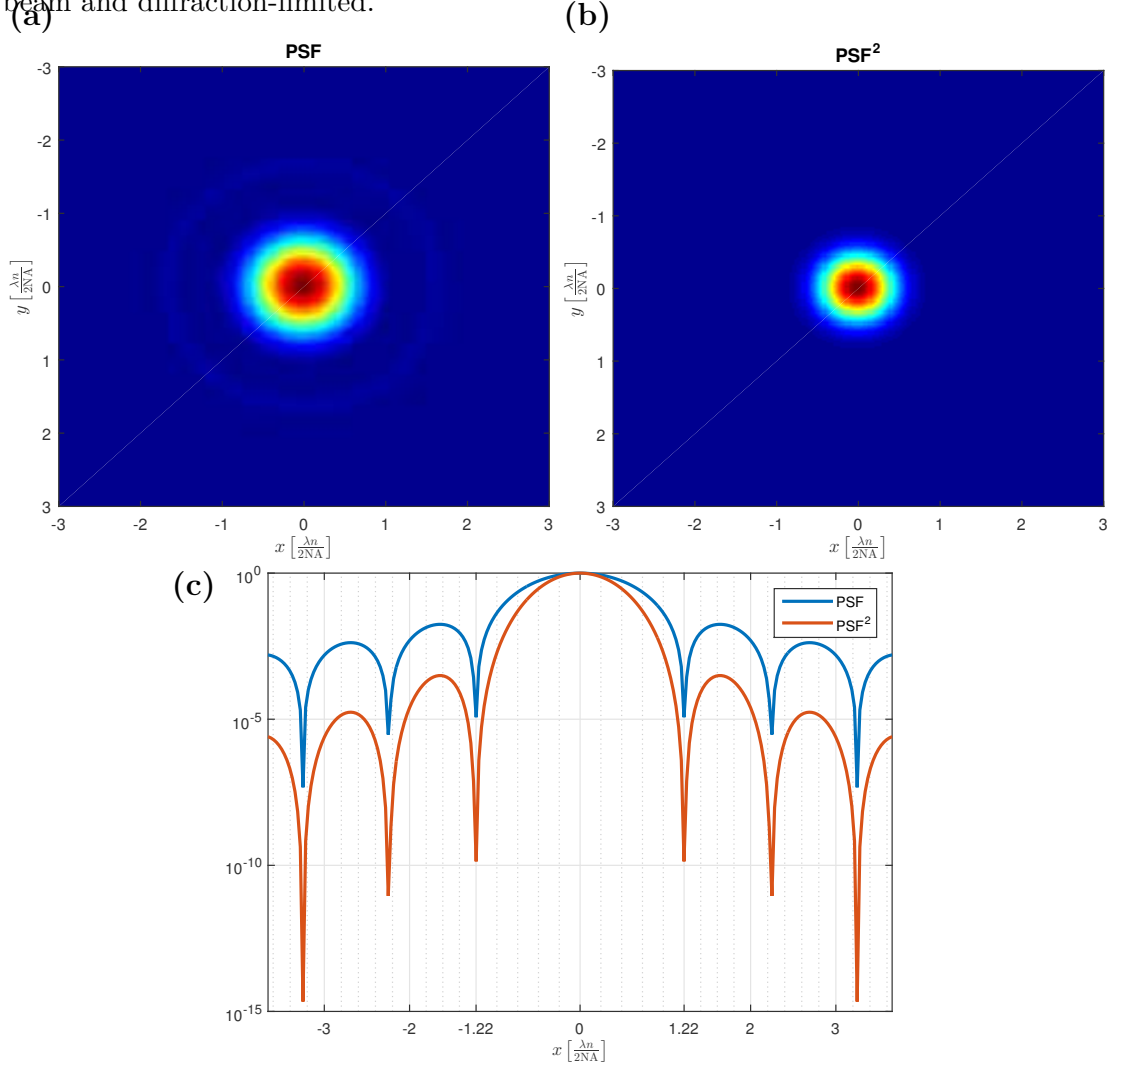 beam and diffraction-limited.
(a) (b)
PSF
PSF²
-3
-2
-1
0
1
2
3
y [λn/2NA]
-3 -2 -1 0 1 2 3
x [λn/2NA]
-3
-2
-1
0
1
2
3
y [λn/2NA]
-3 -2 -1 0 1 2 3
x [λn/2NA]
(c)
10⁰
10⁻⁵
10⁻¹⁰
10⁻¹⁵
PSF
PSF²
-3 -2 -1.22 0 1.22 2 3
x [λn/2NA]